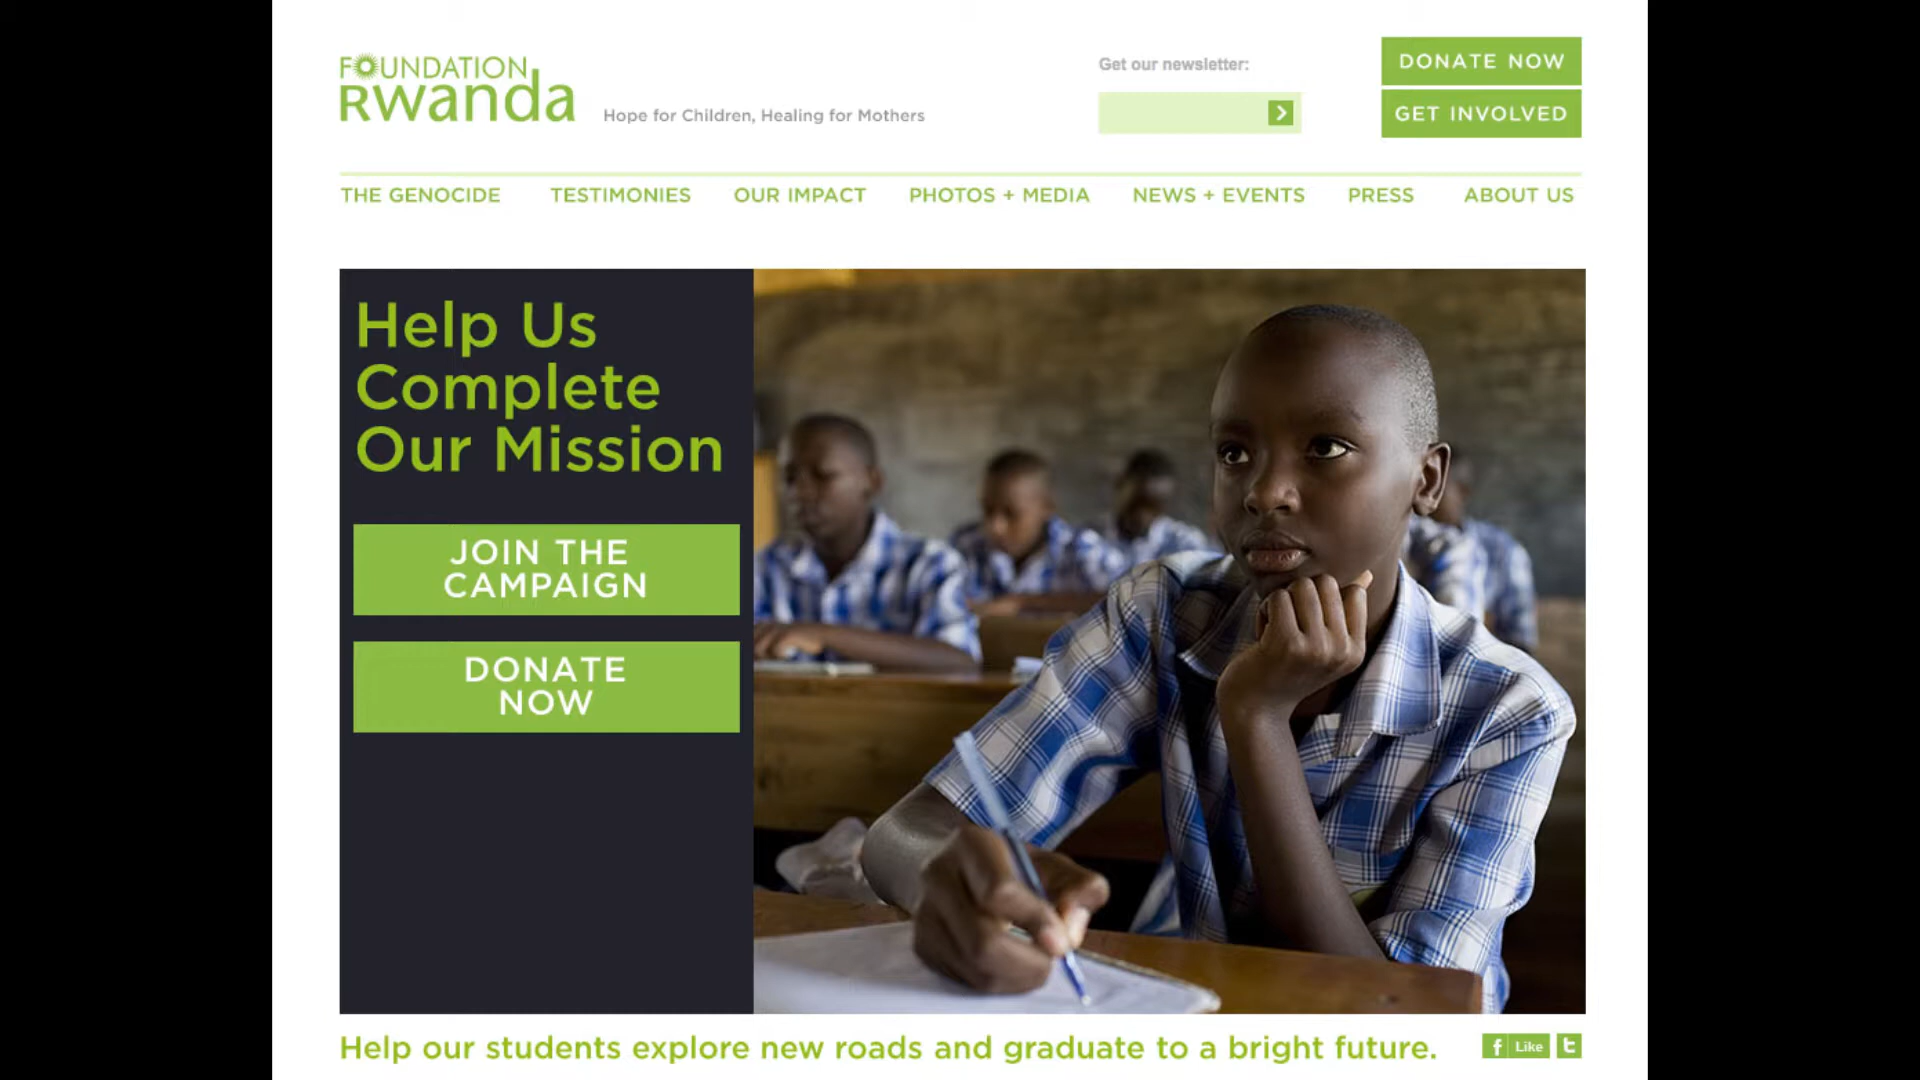 FOUNDATION
Rwanda
Hope for Children, Healing for Mothers
Get our newsletter:
DONATE NOW
GET INVOLVED
THE GENOCIDE
TESTIMONIES
OUR IMPACT
PHOTOS + MEDIA
NEWS + EVENTS
PRESS
ABOUT US
Help Us
Complete
Our Mission
JOIN THE
CAMPAIGN
DONATE
NOW
Help our students explore new roads and graduate to a bright future.
f Like t